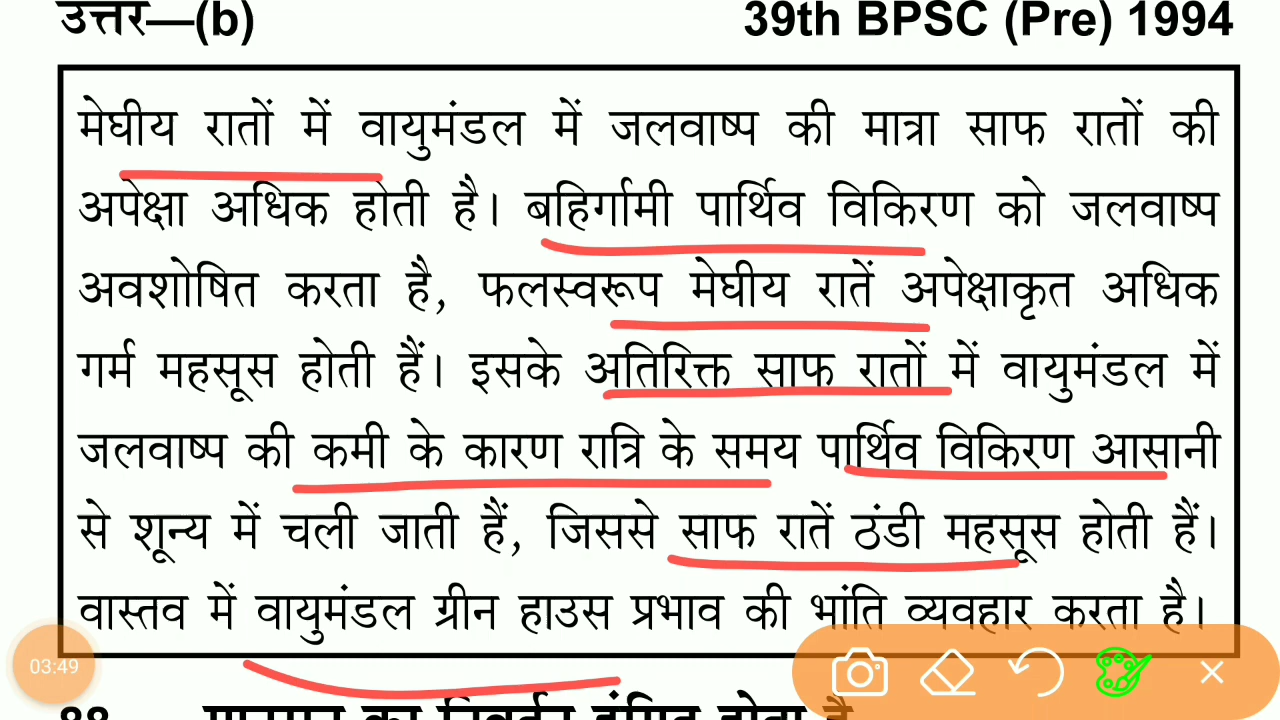 उत्तर—(b) 39th BPSC (Pre) 1994
मेघीय रातों में वायुमंडल में जलवाष्प की मात्रा साफ रातों की
अपेक्षा अधिक होती है। बहिर्गामी पार्थिव विकिरण को जलवाष्प
अवशोषित करता है, फलस्वरूप मेघीय रातें अपेक्षाकृत अधिक
गर्म महसूस होती हैं। इसके अतिरिक्त साफ रातों में वायुमंडल में
जलवाष्प की कमी के कारण रात्रि के समय पार्थिव विकिरण आसानी
से शून्य में चली जाती हैं, जिससे साफ रातें ठंडी महसूस होती हैं।
वास्तव में वायुमंडल ग्रीन हाउस प्रभाव की भांति व्यवहार करता है।
03:49